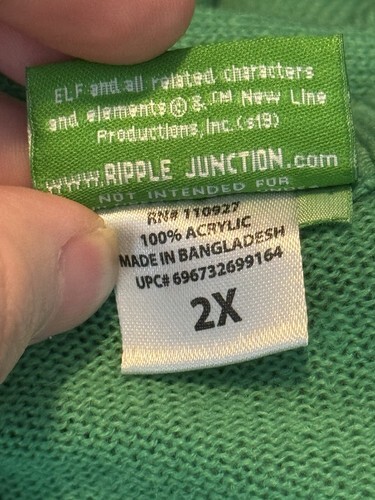 ELF and all related characters
and elements © & ™ New Line
Productions, Inc. (s19)
www.RIPPLE JUNCTION.com
NOT INTENDED FOR
RN# 110927
100% ACRYLIC
MADE IN BANGLADESH
UPC# 696732699164
2X